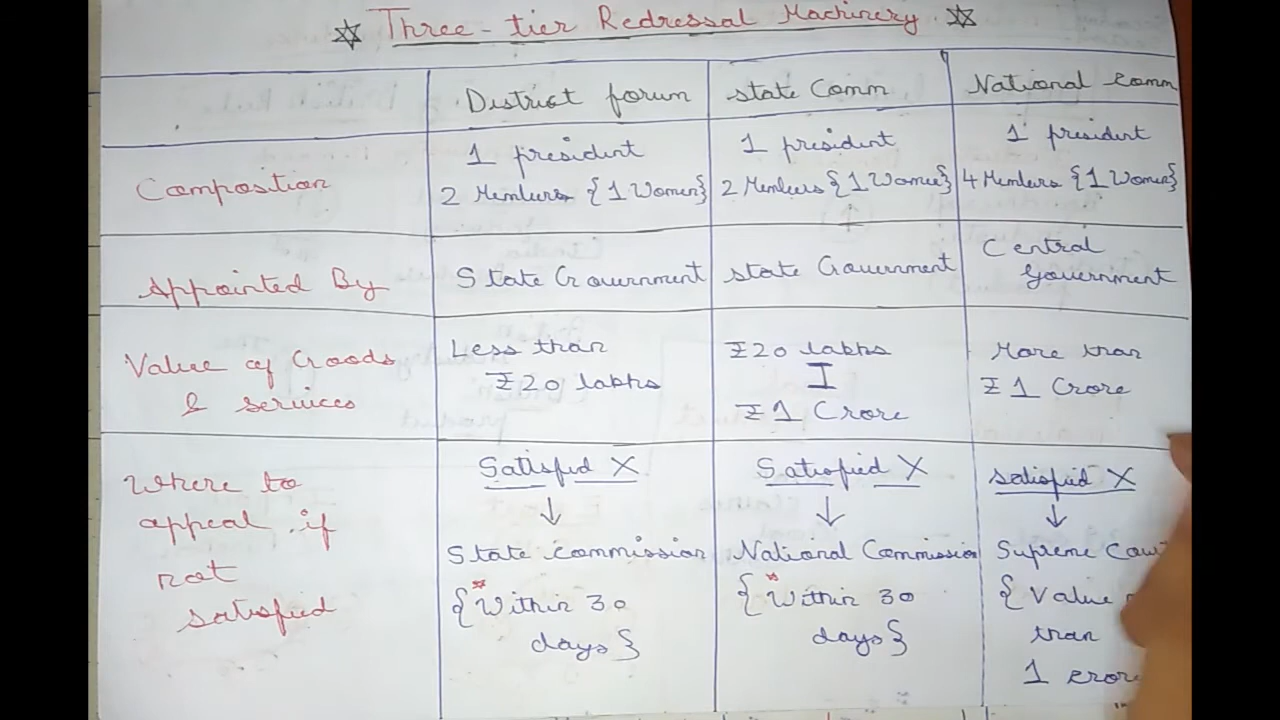 Three-tier Redressal Machinery
District forum
State Comm
National Comm
Composition
1 president
2 Members {1 Women}
1 president
2 Members {1 Women}
1 president
4 Members {1 Women}
Appointed By
State Government
State Government
Central
Government
Value of Goods
& services
Less than
₹20 lakhs
₹20 lakhs
I
₹1 Crore
More than
₹1 Crore
Where to
appeal if
not
satisfied
Satisfied X
↓
State commission
{*Within 30
days}
Satisfied X
↓
National Commission
{*Within 30
days}
satisfied X
↓
Supreme
{Value
than
1 crore